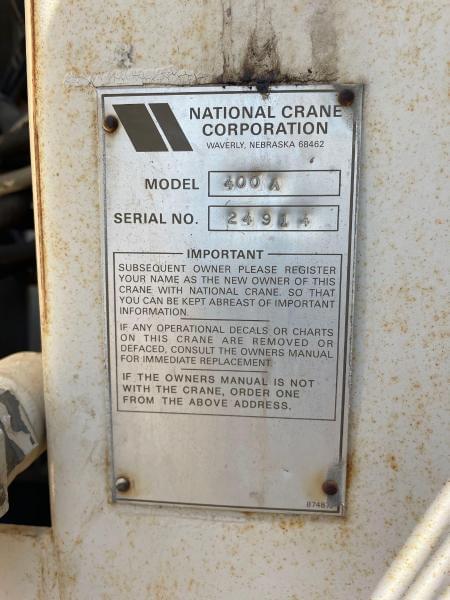 NATIONAL CRANE
CORPORATION
WAVERLY, NEBRASKA 68462
MODEL 400A
SERIAL NO. 24914
IMPORTANT
SUBSEQUENT OWNER PLEASE REGISTER
YOUR NAME AS THE NEW OWNER OF THIS
CRANE WITH NATIONAL CRANE. SO THAT
YOU CAN BE KEPT ABREAST OF IMPORTANT
INFORMATION.
IF ANY OPERATIONAL DECALS OR CHARTS
ON THIS CRANE ARE REMOVED OR
DEFACED, CONSULT THE OWNERS MANUAL
FOR IMMEDIATE REPLACEMENT.
IF THE OWNERS MANUAL IS NOT
WITH THE CRANE, ORDER ONE
FROM THE ABOVE ADDRESS.